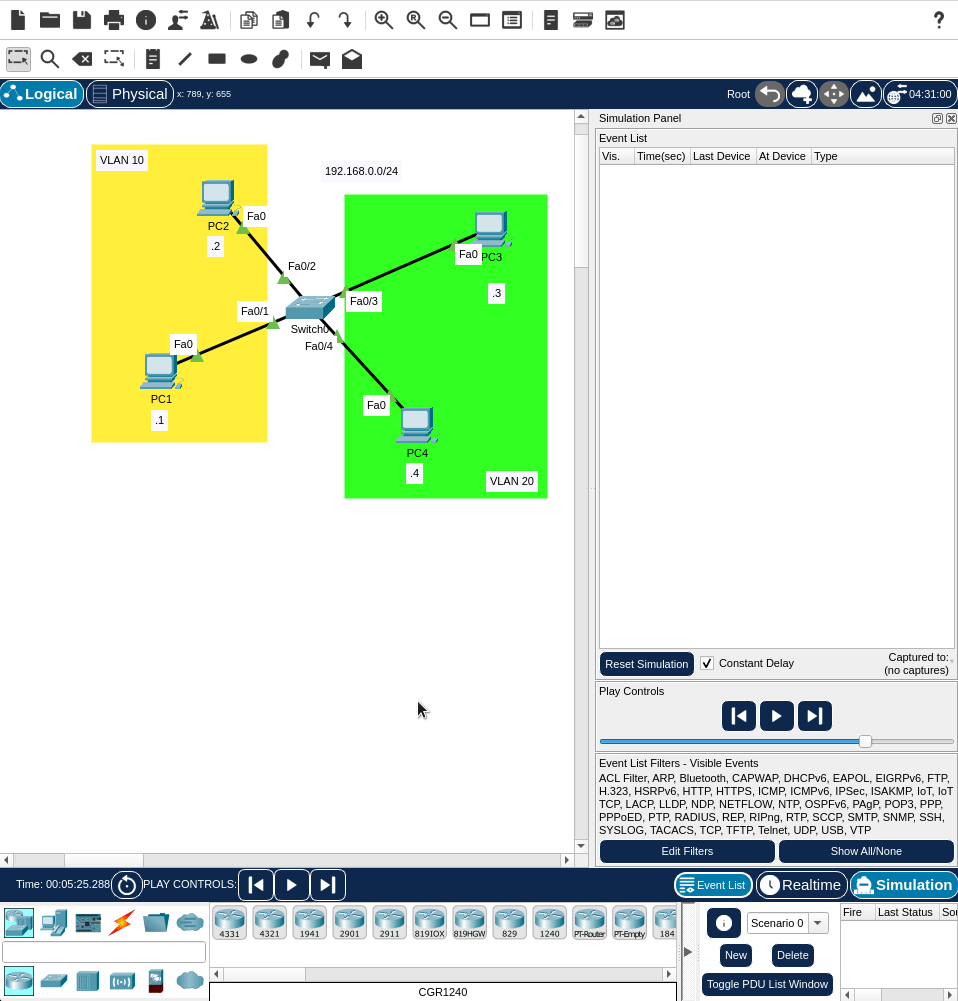 ?
Logical
Physical
x: 789, y: 655
Root
04:31:00
VLAN 10
192.168.0.0/24
PC2
Fa0
.2
Fa0/2
Fa0
PC3
.3
Fa0/1
Fa0/3
Switch0
Fa0/4
Fa0
PC1
.1
Fa0
PC4
.4
VLAN 20
Simulation Panel
Event List
Vis. Time(sec) Last Device At Device Type
Reset Simulation
Constant Delay
Captured to:
(no captures)
Play Controls
Event List Filters - Visible Events
ACL Filter, ARP, Bluetooth, CAPWAP, DHCPv6, EAPOL, EIGRPv6, FTP,
H.323, HSRPv6, HTTP, HTTPS, ICMP, ICMPv6, IPSec, ISAKMP, IoT, IoT
TCP, LACP, LLDP, NDP, NETFLOW, NTP, OSPFv6, PAgP, POP3, PPP,
PPPoED, PTP, RADIUS, REP, RIPng, RTP, SCCP, SMTP, SNMP, SSH,
SYSLOG, TACACS, TCP, TFTP, Telnet, UDP, USB, VTP
Edit Filters
Show All/None
Time: 00:05:25.288
PLAY CONTROLS:
Event List
Realtime
Simulation
4331 4321 1941 2901 2911 819IOX 819HGW 829 1240 PT-Router PT-Empty 184
CGR1240
Scenario 0
New
Delete
Toggle PDU List Window
Fire Last Status Sou